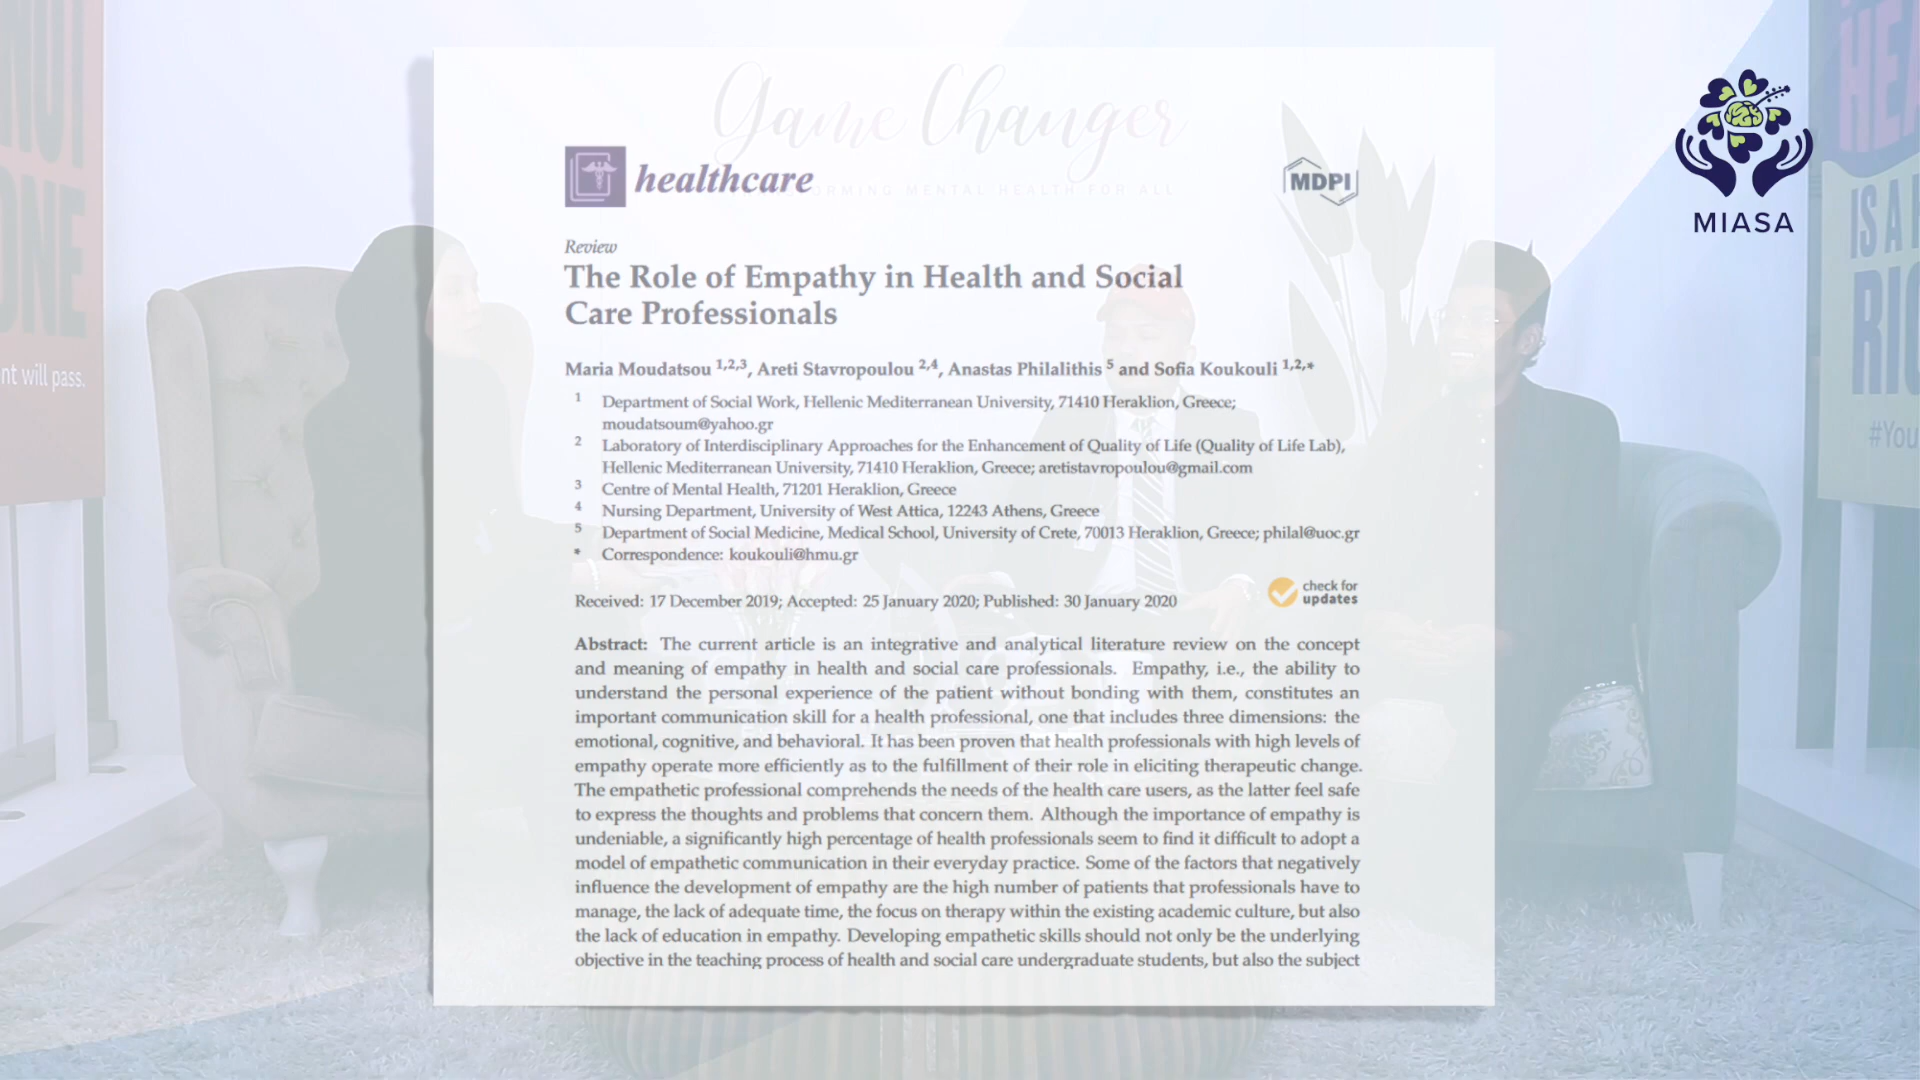 NOT
ONE
nt will pass.
Game Changer
ORMING MENTAL HEALTH FOR ALL
healthcare
MDPI
MIASA
HEA
IS A
RIG
#You
Review
The Role of Empathy in Health and Social
Care Professionals
Maria Moudatsou 1,2,3, Areti Stavropoulou 2,4, Anastas Philalithis 5 and Sofia Koukouli 1,2,*
1 Department of Social Work, Hellenic Mediterranean University, 71410 Heraklion, Greece;
moudatsoum@yahoo.gr
2 Laboratory of Interdisciplinary Approaches for the Enhancement of Quality of Life (Quality of Life Lab),
Hellenic Mediterranean University, 71410 Heraklion, Greece; aretistavropoulou@gmail.com
3 Centre of Mental Health, 71201 Heraklion, Greece
4 Nursing Department, University of West Attica, 12243 Athens, Greece
5 Department of Social Medicine, Medical School, University of Crete, 70013 Heraklion, Greece; philal@uoc.gr
* Correspondence: koukouli@hmu.gr
check for
updates
Received: 17 December 2019; Accepted: 25 January 2020; Published: 30 January 2020
Abstract: The current article is an integrative and analytical literature review on the concept
and meaning of empathy in health and social care professionals. Empathy, i.e., the ability to
understand the personal experience of the patient without bonding with them, constitutes an
important communication skill for a health professional, one that includes three dimensions: the
emotional, cognitive, and behavioral. It has been proven that health professionals with high levels of
empathy operate more efficiently as to the fulfillment of their role in eliciting therapeutic change.
The empathetic professional comprehends the needs of the health care users, as the latter feel safe
to express the thoughts and problems that concern them. Although the importance of empathy is
undeniable, a significantly high percentage of health professionals seem to find it difficult to adopt a
model of empathetic communication in their everyday practice. Some of the factors that negatively
influence the development of empathy are the high number of patients that professionals have to
manage, the lack of adequate time, the focus on therapy within the existing academic culture, but also
the lack of education in empathy. Developing empathetic skills should not only be the underlying
objective in the teaching process of health and social care undergraduate students, but also the subject